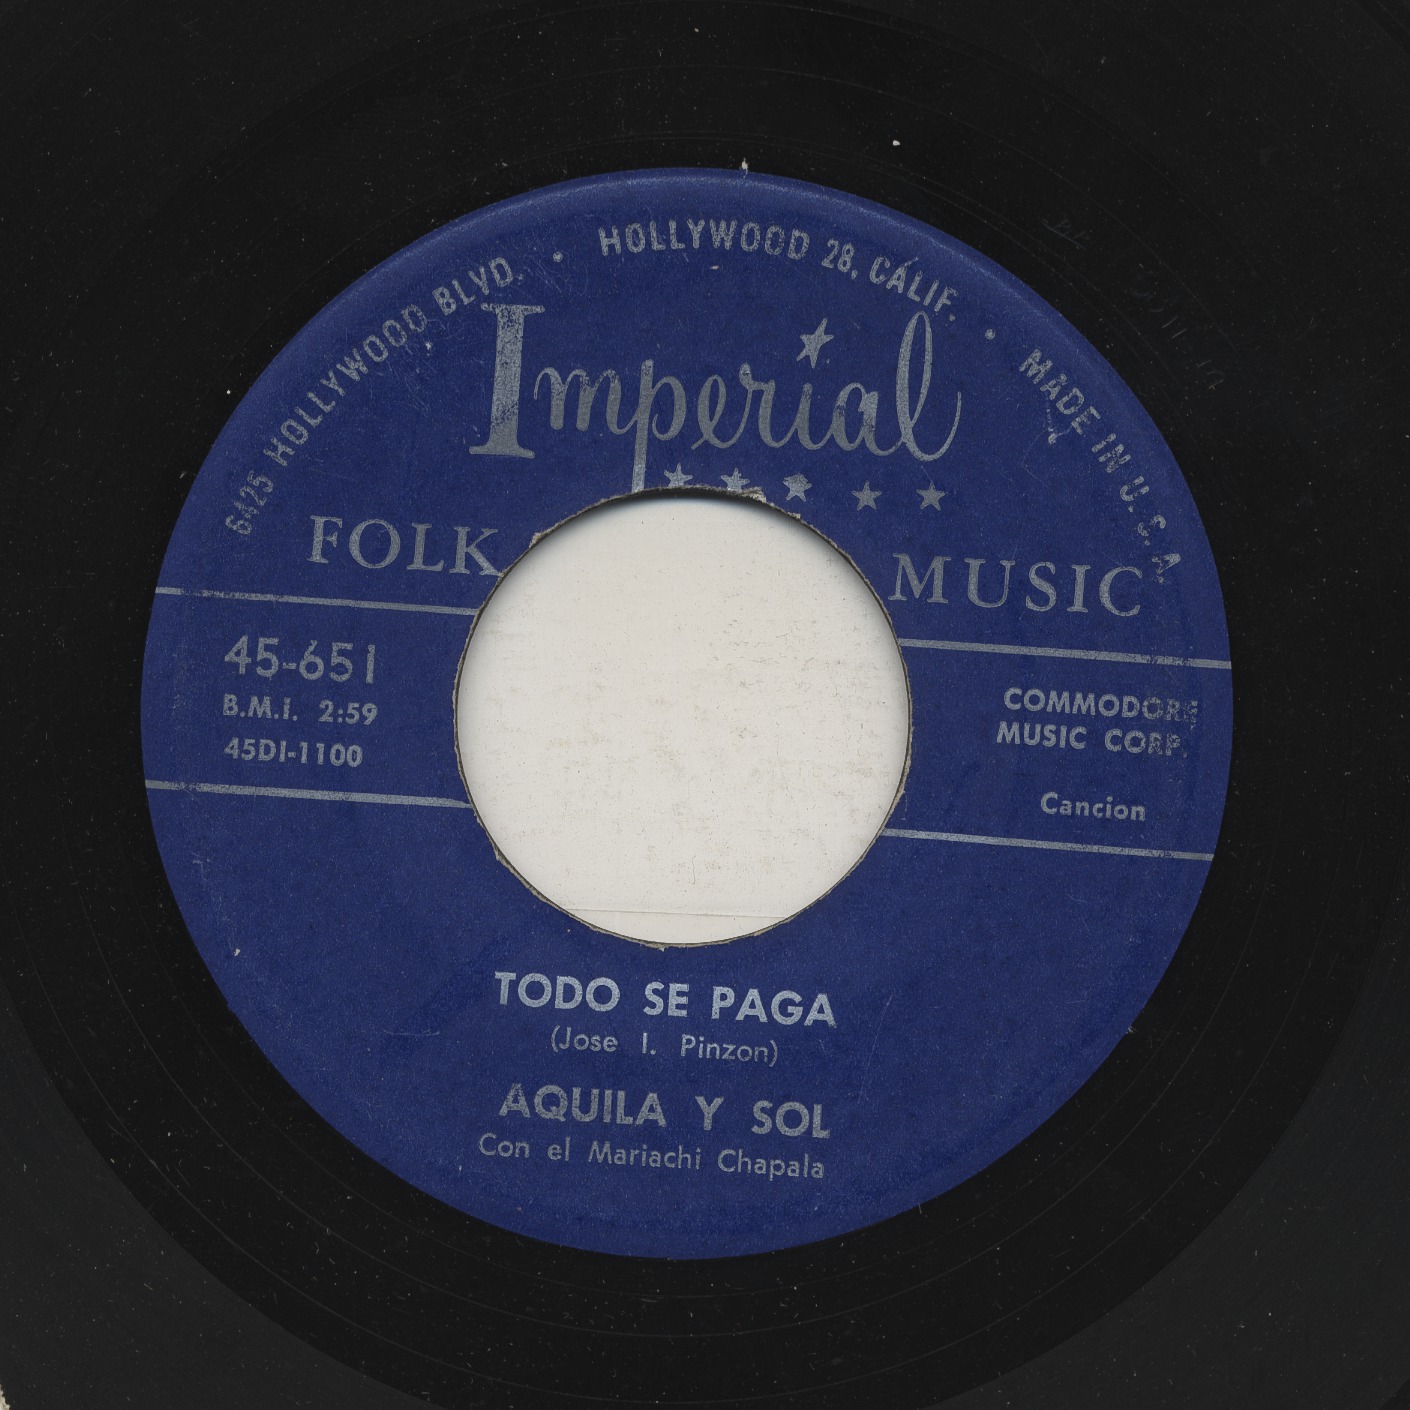 6425 HOLLYWOOD BLVD. • HOLLYWOOD 28, CALIF. • MADE IN U.S.A.
Imperial
FOLK MUSIC
45-651
B.M.I. 2:59
45DI-1100
COMMODORE
MUSIC CORP.
Cancion
TODO SE PAGA
(Jose I. Pinzon)
AQUILA Y SOL
Con el Mariachi Chapala